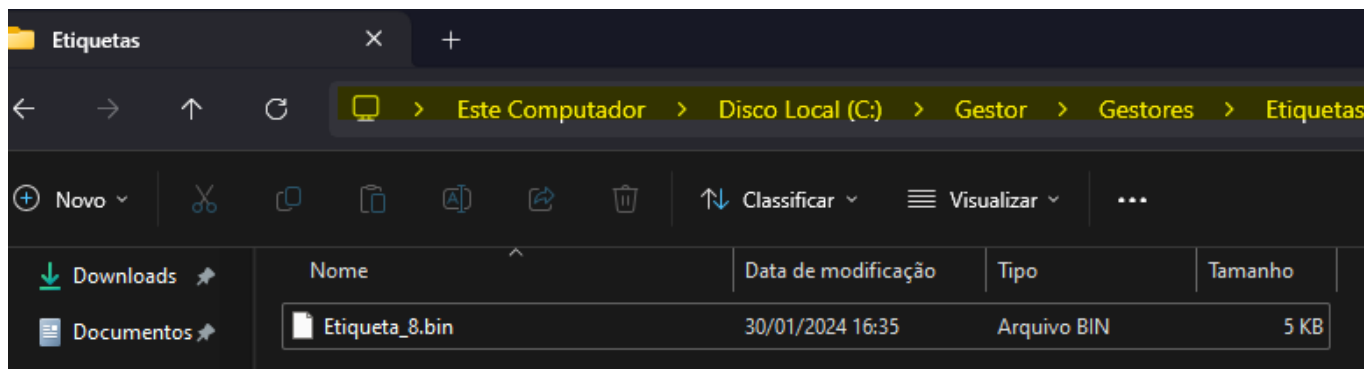 Etiquetas
Este Computador > Disco Local (C:) > Gestor > Gestores > Etiquetas
Novo Classificar Visualizar
Downloads Nome Data de modificação Tipo Tamanho
Documentos Etiqueta_8.bin 30/01/2024 16:35 Arquivo BIN 5 KB